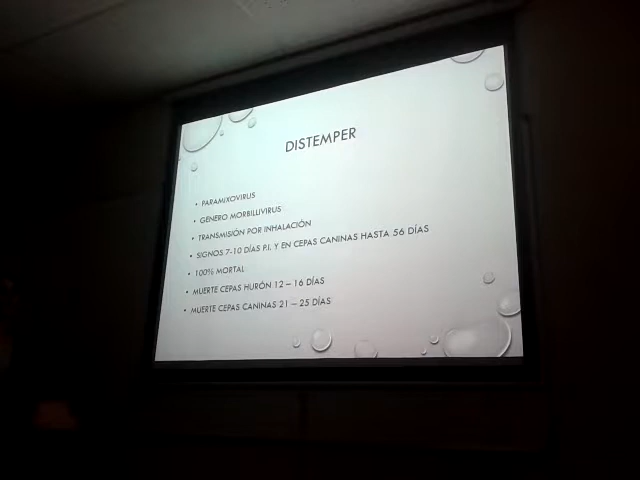 DISTEMPER
• PARAMIXOVIRUS
• GÉNERO MORBILLIVIRUS
• TRANSMISIÓN POR INHALACIÓN
• SIGNOS 7-10 DÍAS P.I. Y EN CEPAS CANINAS HASTA 56 DÍAS
• 100% MORTAL
• MUERTE CEPAS HURÓN 12 – 16 DÍAS
• MUERTE CEPAS CANINAS 21 – 25 DÍAS